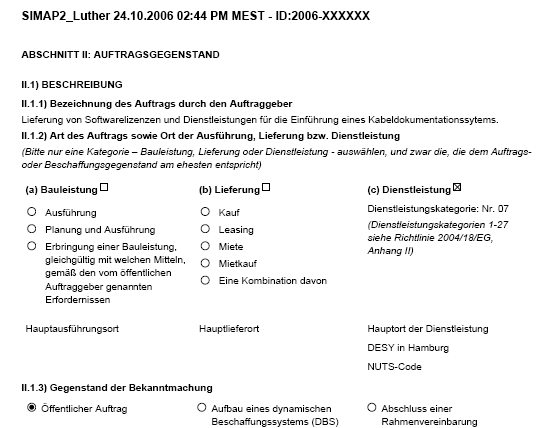 SIMAP2_Luther 24.10.2006 02:44 PM MEST - ID:2006-XXXXXX
ABSCHNITT II: AUFTRAGSGEGENSTAND
II.1) BESCHREIBUNG
II.1.1) Bezeichnung des Auftrags durch den Auftraggeber
Lieferung von Softwarelizenzen und Dienstleistungen für die Einführung eines Kabeldokumentationssytems.
II.1.2) Art des Auftrags sowie Ort der Ausführung, Lieferung bzw. Dienstleistung
(Bitte nur eine Kategorie – Bauleistung, Lieferung oder Dienstleistung - auswählen, und zwar die, die dem Auftrags-
oder Beschaffungsgegenstand am ehesten entspricht)
(a) Bauleistung
Ausführung
Planung und Ausführung
Erbringung einer Bauleistung,
gleichgültig mit welchen Mitteln,
gemäß den vom öffentlichen
Auftraggeber genannten
Erfordernissen
(b) Lieferung
Kauf
Leasing
Miete
Mietkauf
Eine Kombination davon
(c) Dienstleistung
Dienstleistungskategorie: Nr. 07
(Dienstleistungskategorien 1-27
siehe Richtlinie 2004/18/EG,
Anhang II)
Hauptausführungsort
Hauptlieferort
Hauptort der Dienstleistung
DESY in Hamburg
NUTS-Code
II.1.3) Gegenstand der Bekanntmachung
Öffentlicher Auftrag
Aufbau eines dynamischen
Beschaffungssystems (DBS)
Abschluss einer
Rahmenvereinbarung